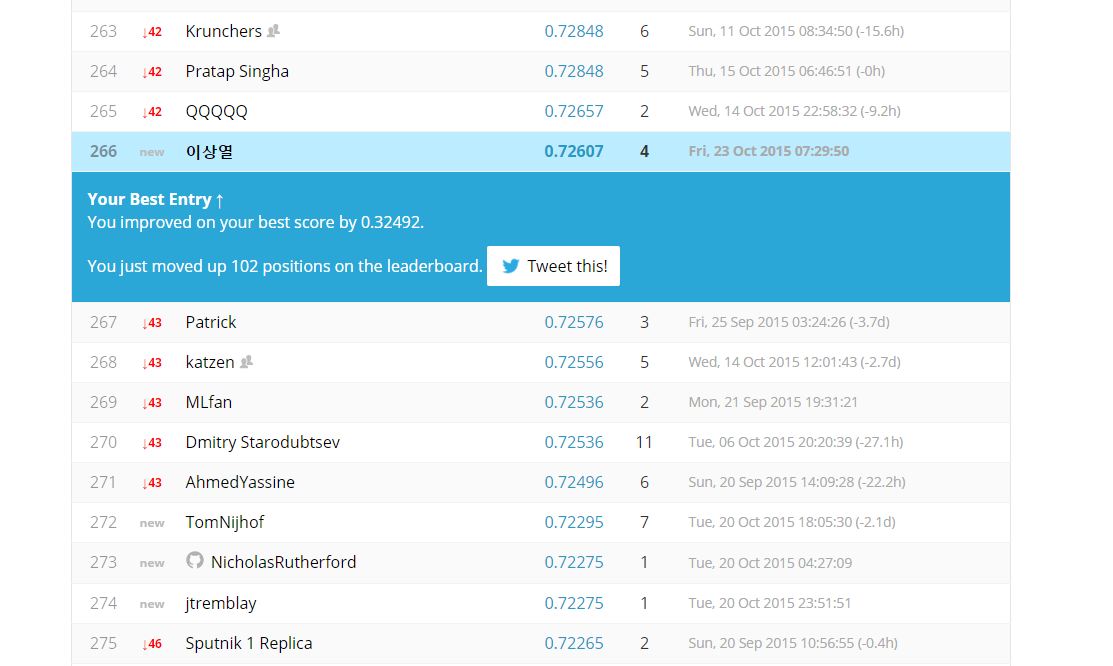 263 ↓42 Krunchers 0.72848 6 Sun, 11 Oct 2015 08:34:50 (-15.6h)
264 ↓42 Pratap Singha 0.72848 5 Thu, 15 Oct 2015 06:46:51 (-0h)
265 ↓42 QQQQQ 0.72657 2 Wed, 14 Oct 2015 22:58:32 (-9.2h)
266 new 이상열 0.72607 4 Fri, 23 Oct 2015 07:29:50
Your Best Entry ↑
You improved on your best score by 0.32492.
You just moved up 102 positions on the leaderboard. Tweet this!
267 ↓43 Patrick 0.72576 3 Fri, 25 Sep 2015 03:24:26 (-3.7d)
268 ↓43 katzen 0.72556 5 Wed, 14 Oct 2015 12:01:43 (-2.7d)
269 ↓43 MLfan 0.72536 2 Mon, 21 Sep 2015 19:31:21
270 ↓43 Dmitry Starodubtsev 0.72536 11 Tue, 06 Oct 2015 20:20:39 (-27.1h)
271 ↓43 AhmedYassine 0.72496 6 Sun, 20 Sep 2015 14:09:28 (-22.2h)
272 new TomNijhof 0.72295 7 Tue, 20 Oct 2015 18:05:30 (-2.1d)
273 new NicholasRutherford 0.72275 1 Tue, 20 Oct 2015 04:27:09
274 new jtremblay 0.72275 1 Tue, 20 Oct 2015 23:51:51
275 ↓46 Sputnik 1 Replica 0.72265 2 Sun, 20 Sep 2015 10:56:55 (-0.4h)